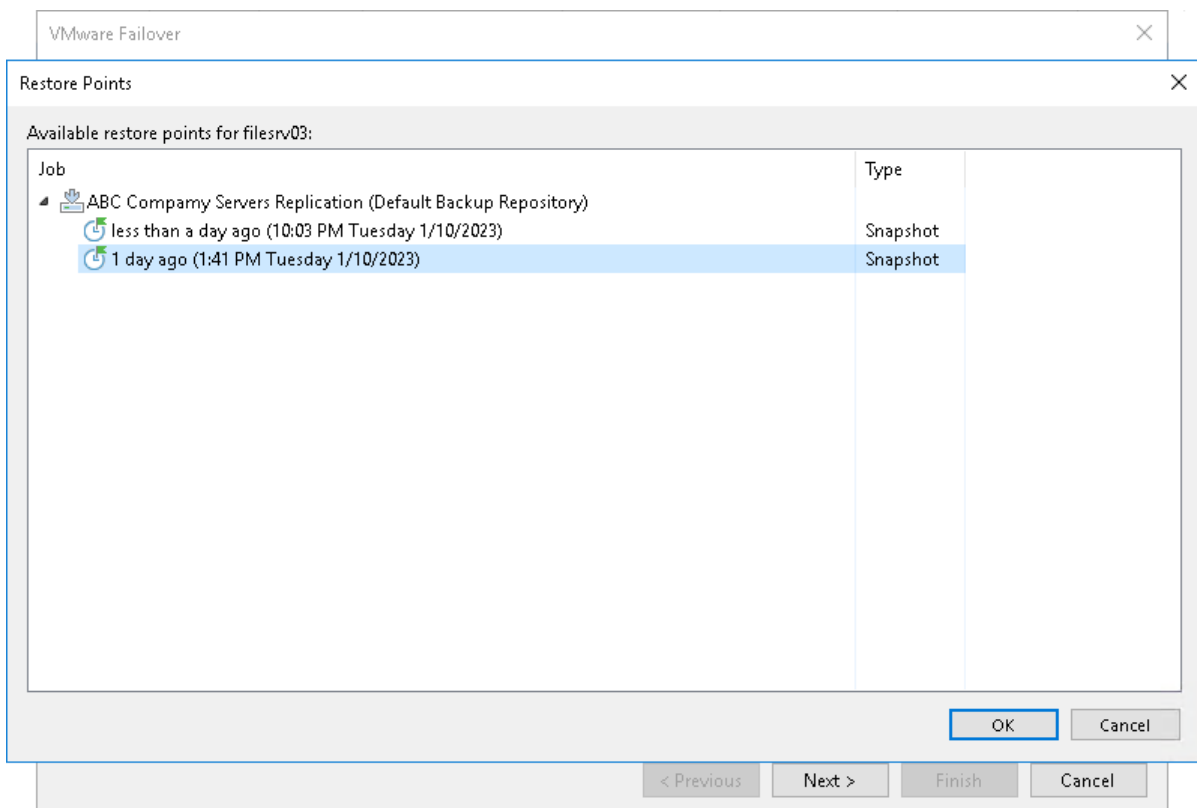 VMware Failover
Restore Points
Available restore points for filesrv03:
Job Type
ABC Compamy Servers Replication (Default Backup Repository)
less than a day ago (10:03 PM Tuesday 1/10/2023) Snapshot
1 day ago (1:41 PM Tuesday 1/10/2023) Snapshot
OK Cancel
< Previous Next > Finish Cancel